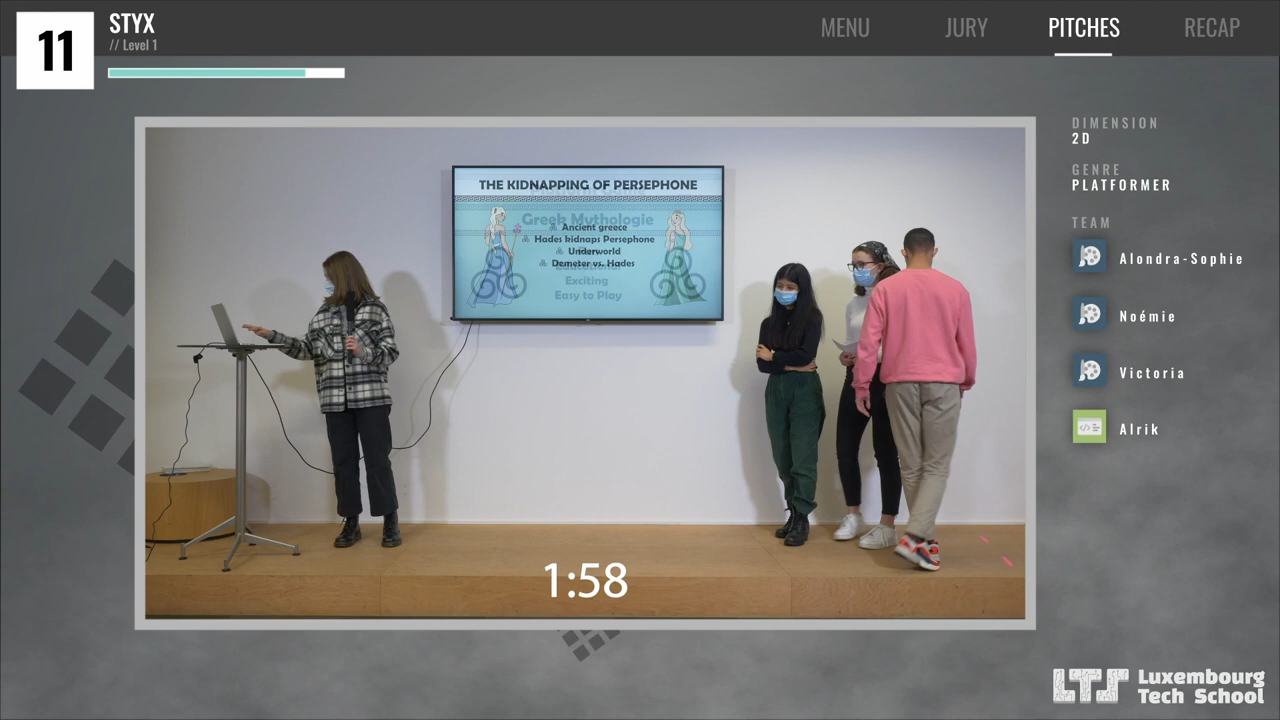 11
STYX
// Level 1
MENU
JURY
PITCHES
RECAP
THE KIDNAPPING OF PERSEPHONE
Greek Mythologie
Ancient greece
Hades kidnaps Persephone
Underworld
Demeter vs. Hades
Exciting
Easy to Play
1:58
DIMENSION
2D
GENRE
PLATFORMER
TEAM
Alondra-Sophie
Noémie
Victoria
Alrik
LTS
Luxembourg
Tech School